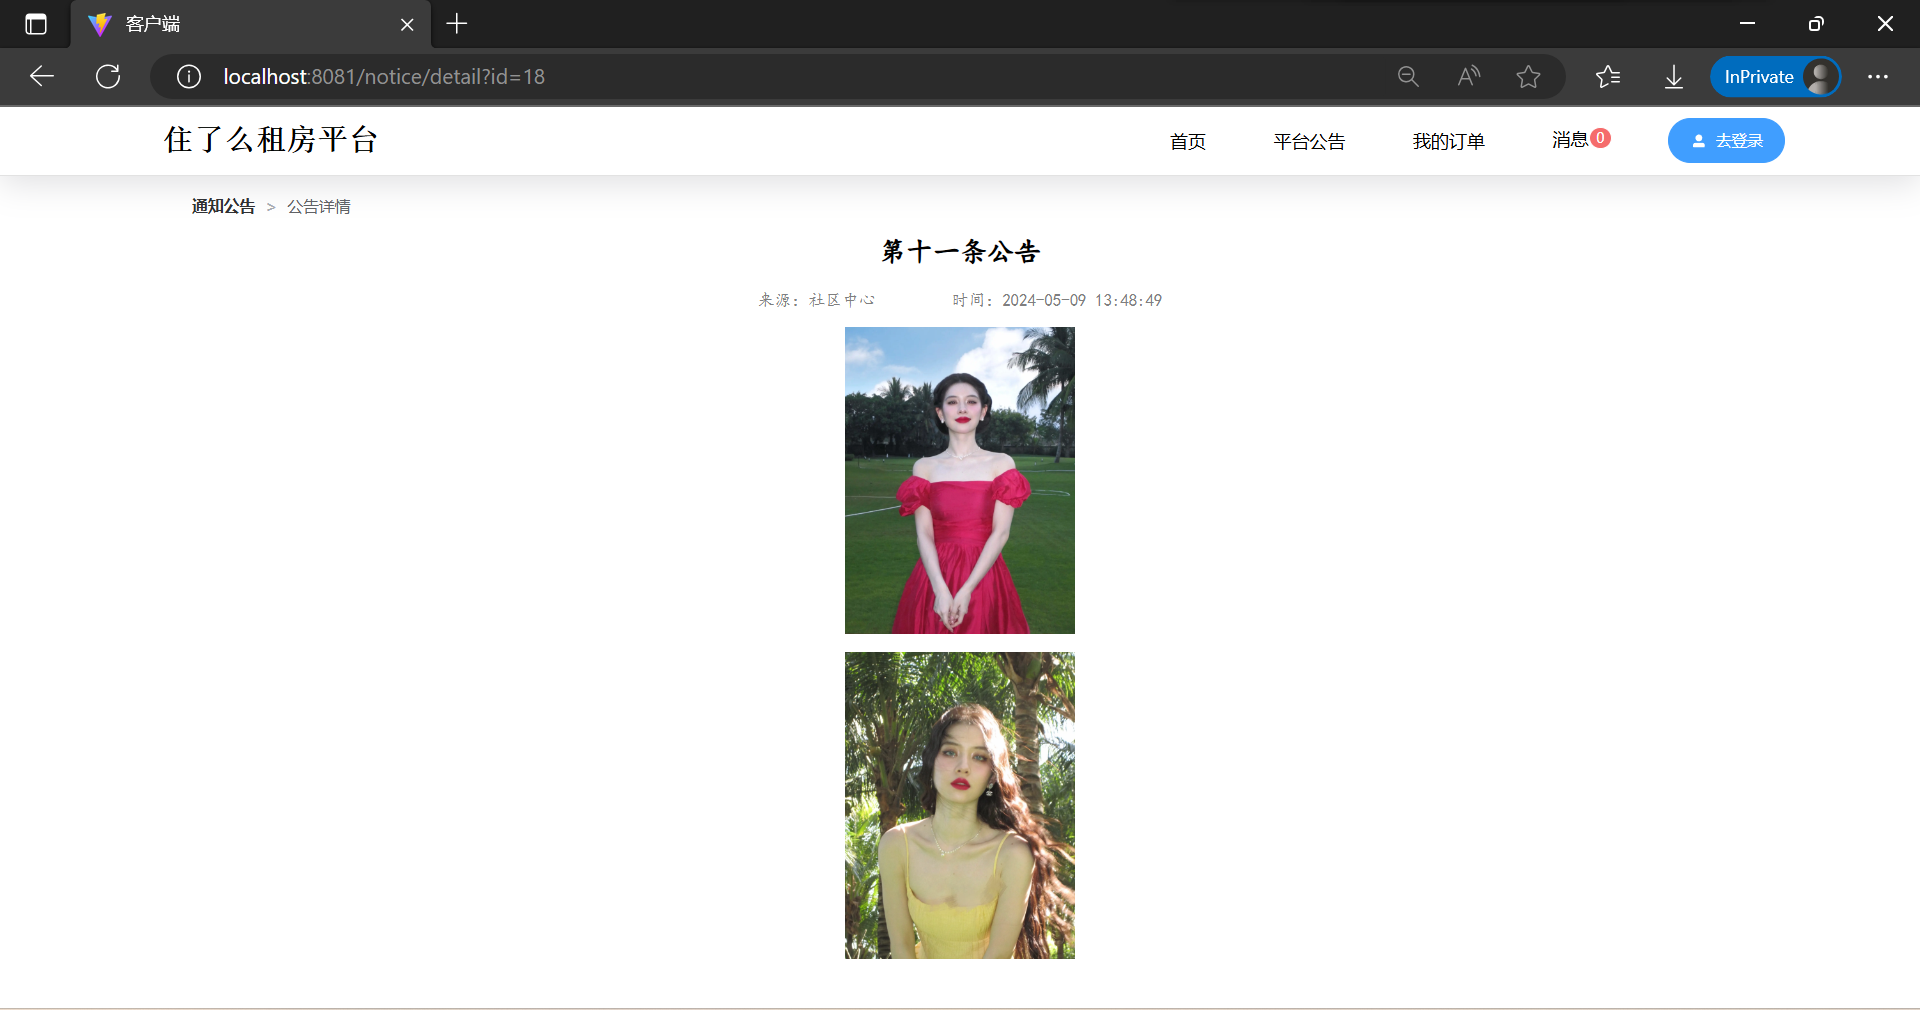 客户端
localhost:8081/notice/detail?id=18
InPrivate
住了么租房平台
首页
平台公告
我的订单
消息 0
去登录
通知公告 > 公告详情
第十一条公告
来源: 社区中心 时间: 2024-05-09 13:48:49